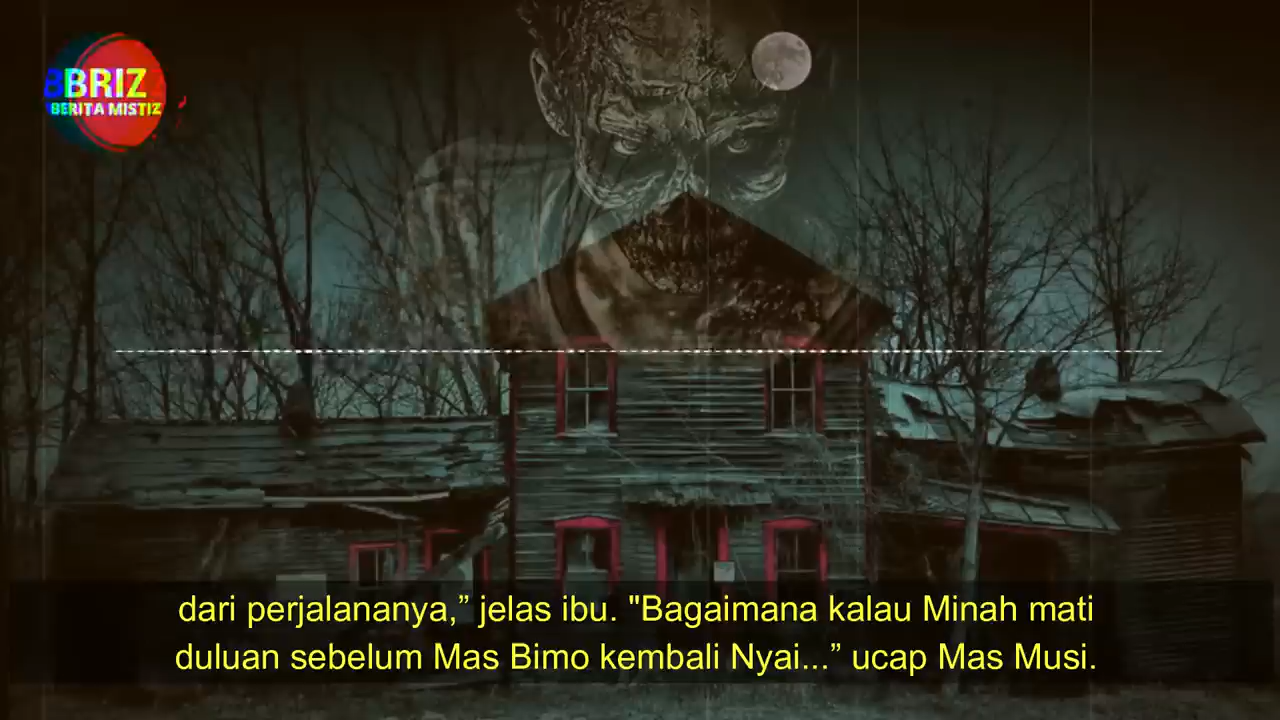 BRIZ
BERITA MISTIZ
dari perjalananya,” jelas ibu. "Bagaimana kalau Minah mati
duluan sebelum Mas Bimo kembali Nyai...” ucap Mas Musi.